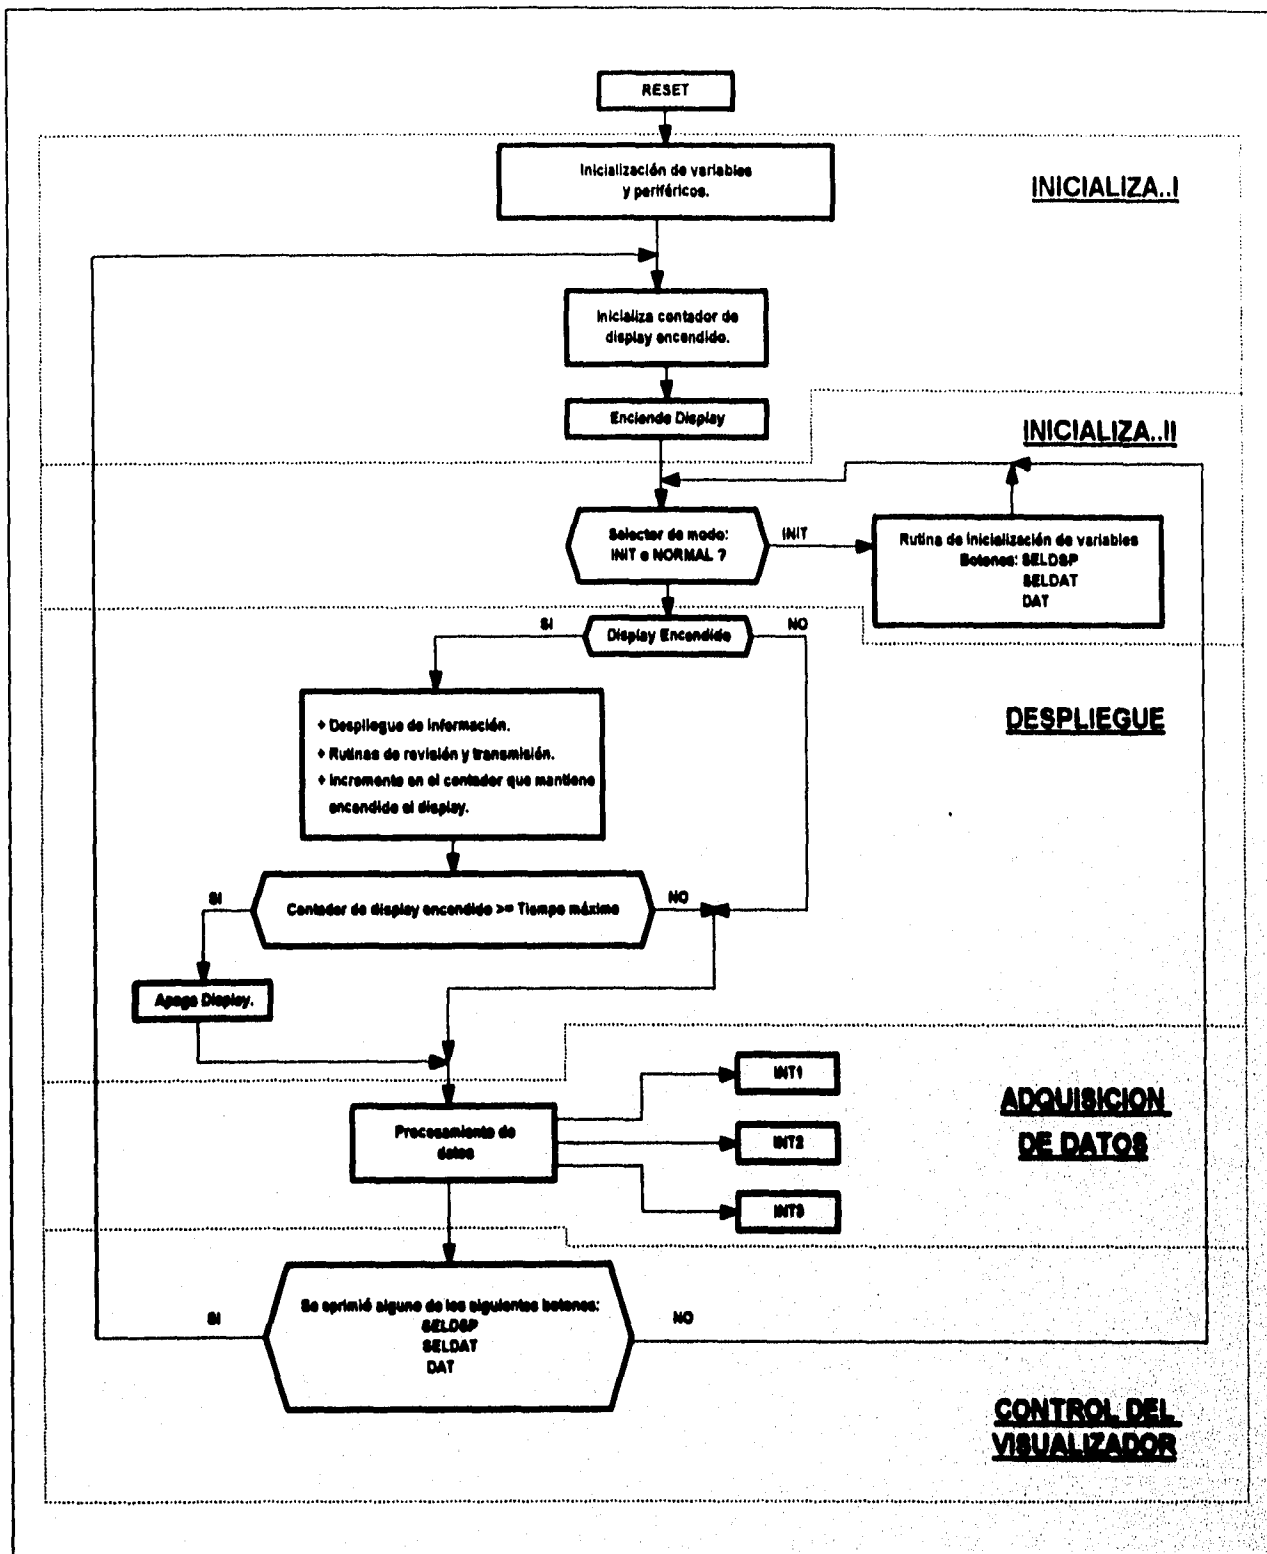 RESET
Inicialización de variables
y periféricos.
INICIALIZA..I
Inicializa contador de
display encendido.
Enciende Display
INICIALIZA..II
Selector de modo:
INIT o NORMAL ?
INIT
Rutina de inicialización de variables
Botones: SELDSP
SELDAT
DAT
SI
Display Encendido
NO
+ Despliegue de información.
+ Rutinas de revisión y transmisión.
+ Incremento en el contador que mantiene
encendido el display.
DESPLIEGUE
SI
Contador de display encendido >= Tiempo máximo
NO
Apaga Display.
INT1
Procesamiento de
datos
INT2
INT3
ADQUISICION
DE DATOS
SI
Se oprimió alguno de los siguientes botones:
SELDSP
SELDAT
DAT
NO
CONTROL DEL
VISUALIZADOR